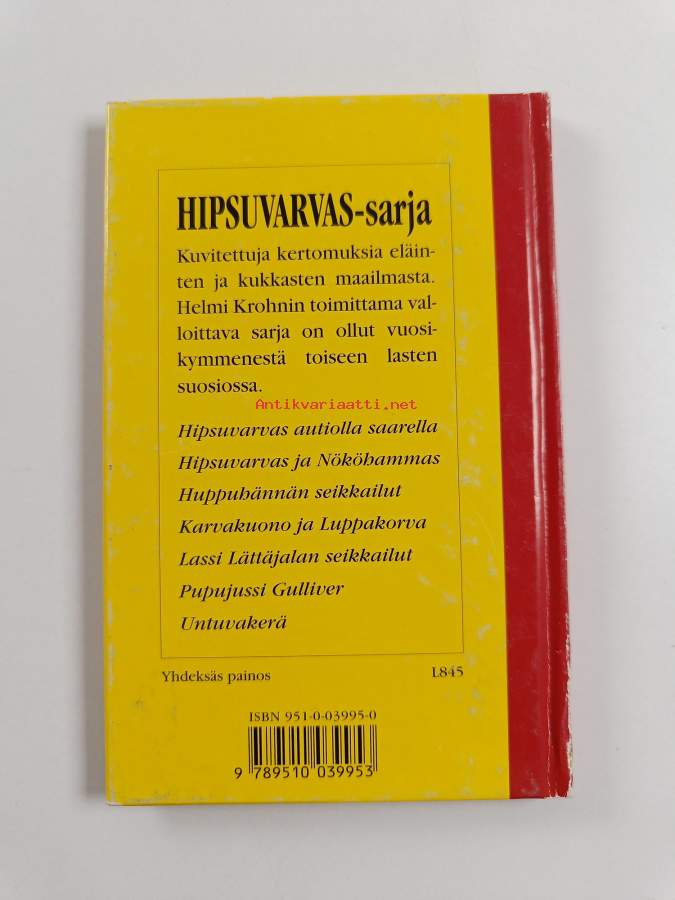 HIPSUVARVAS-sarja
Kuvitettuja kertomuksia eläin-
ten ja kukkasten maailmasta.
Helmi Krohnin toimittama val-
loittava sarja on ollut vuosi-
kymmenestä toiseen lasten
suosiossa.
Antikvariaatti.net
Hipsuvarvas autiolla saarella
Hipsuvarvas ja Nököhammas
Huppuhännän seikkailut
Karvakuono ja Luppakorva
Lassi Lättäjalan seikkailut
Pupujussi Gulliver
Untuvakerä
Yhdeksäs painos L845
ISBN 951-0-03995-0
9 789510 039953